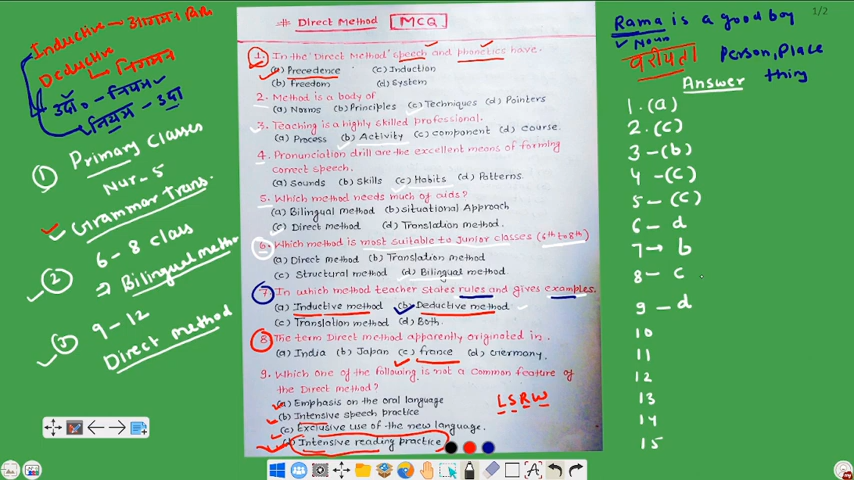 Inductive - आगमन विधि
Deductive
निगमन
उदा० - नियम
नियम - उदा
① Primary Classes
Nur-5
Grammar Trans.
② 6-8 class
⇒ Bilingual metho
③ 9-12
Direct method
# Direct Method [MCQ]
1. In the 'Direct Method' speech and phonetics have.
(a) Precedence (c) Induction
(b) freedom (d) System
2. Method is a body of
(a) Norms (b) Principles (c) Techniques (d) Pointers
3. Teaching is a highly skilled professional.
(a) Process (b) Activity (c) component (d) course.
4. Pronunciation drill are the excellent means of forming
correct speech.
(a) Sounds (b) Skills (c) Habits (d) Patterns.
5. Which method needs much of aids?
(a) Bilingual method (b) situational Approach
(c) Direct method (d) Translation method.
6. Which method is most suitable to junior classes (6th to 8th)
(a) Direct method (b) Translation method
(c) Structural method (d) Bilingual method.
7. In which method teacher states rules and gives examples.
(a) Inductive method (b) Deductive method
(c) Translation method (d) Both.
8. The term Direct method apparently originated in.
(a) India (b) Japan (c) france (d) Germany.
9. Which one of the following is not a common feature of
the Direct method?
(a) Emphasis on the oral language
(b) Intensive speech practice
(c) Exclusive use of the new language.
(d) Intensive reading practice
LSRW
1/2
Rama is a good boy
Noun
वरीयता Person, Place
thing
Answer
1. (a)
2. (c)
3 - (b)
4 - (c)
5 - (c)
6 - d
7 → b
8 - c
9 - d
10
11
12
13
14
15